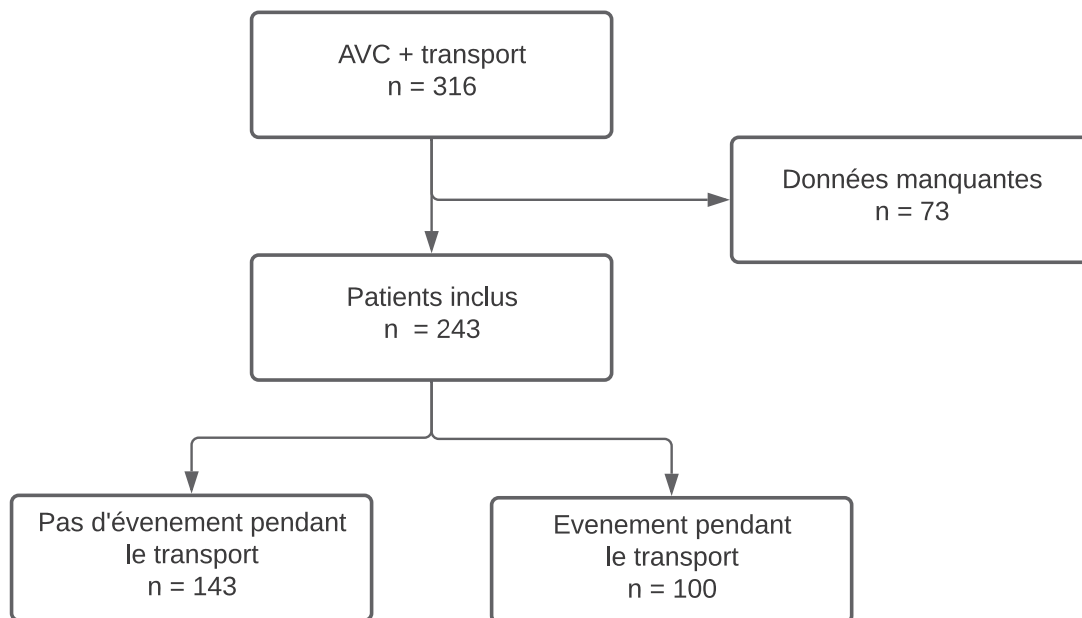 AVC + transport
n = 316
Données manquantes
n = 73
Patients inclus
n  = 243
Pas d'évenement pendant
le transport
n = 143
Evenement pendant
le transport
n = 100